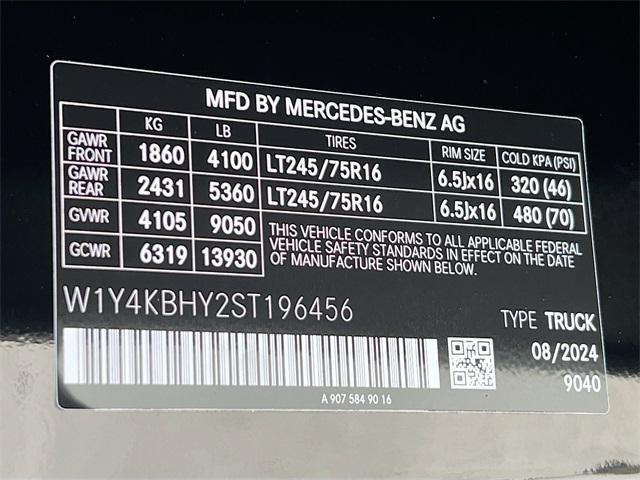 MFD BY MERCEDES-BENZ AG
KG LB TIRES RIM SIZE COLD KPA (PSI)
GAWR FRONT 1860 4100 LT245/75R16 6.5Jx16 320 (46)
GAWR REAR 2431 5360 LT245/75R16 6.5Jx16 480 (70)
GVWR 4105 9050
GCWR 6319 13930
THIS VEHICLE CONFORMS TO ALL APPLICABLE FEDERAL
VEHICLE SAFETY STANDARDS IN EFFECT ON THE DATE
OF MANUFACTURE SHOWN BELOW.
W1Y4KBHY2ST196456
TYPE TRUCK
08/2024
9040
A 907 584 90 16